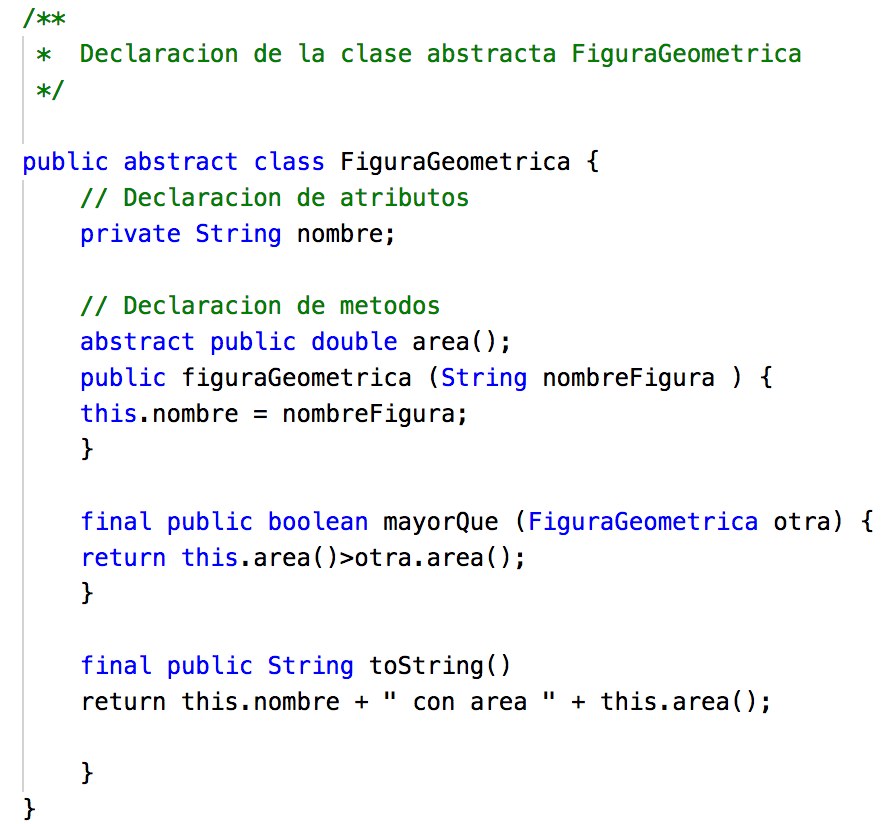 /**
 *  Declaracion de la clase abstracta FiguraGeometrica
 */

public abstract class FiguraGeometrica {
    // Declaracion de atributos
    private String nombre;

    // Declaracion de metodos
    abstract public double area();
    public figuraGeometrica (String nombreFigura ) {
    this.nombre = nombreFigura;
    }

    final public boolean mayorQue (FiguraGeometrica otra) {
    return this.area()>otra.area();
    }

    final public String toString()
    return this.nombre + " con area " + this.area();

    }
}